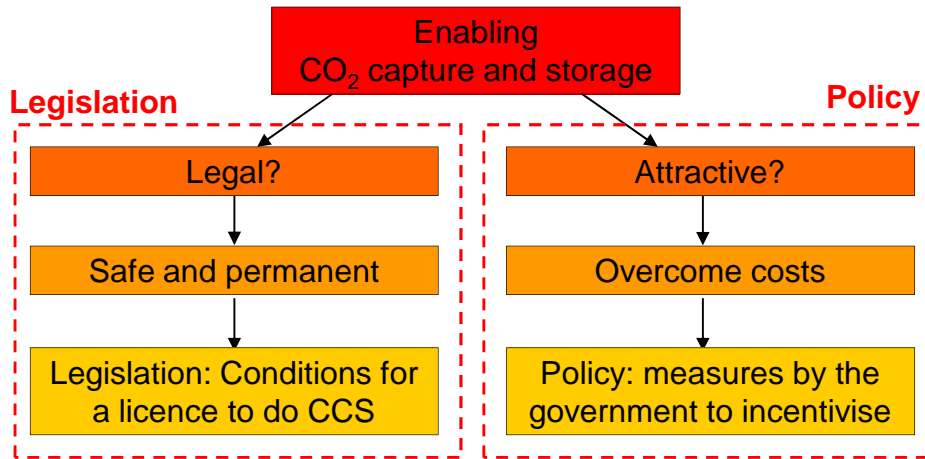 Enabling
CO₂ capture and storage
Legislation
Policy
Legal?
Attractive?
Safe and permanent
Overcome costs
Legislation: Conditions for
a licence to do CCS
Policy: measures by the
government to incentivise